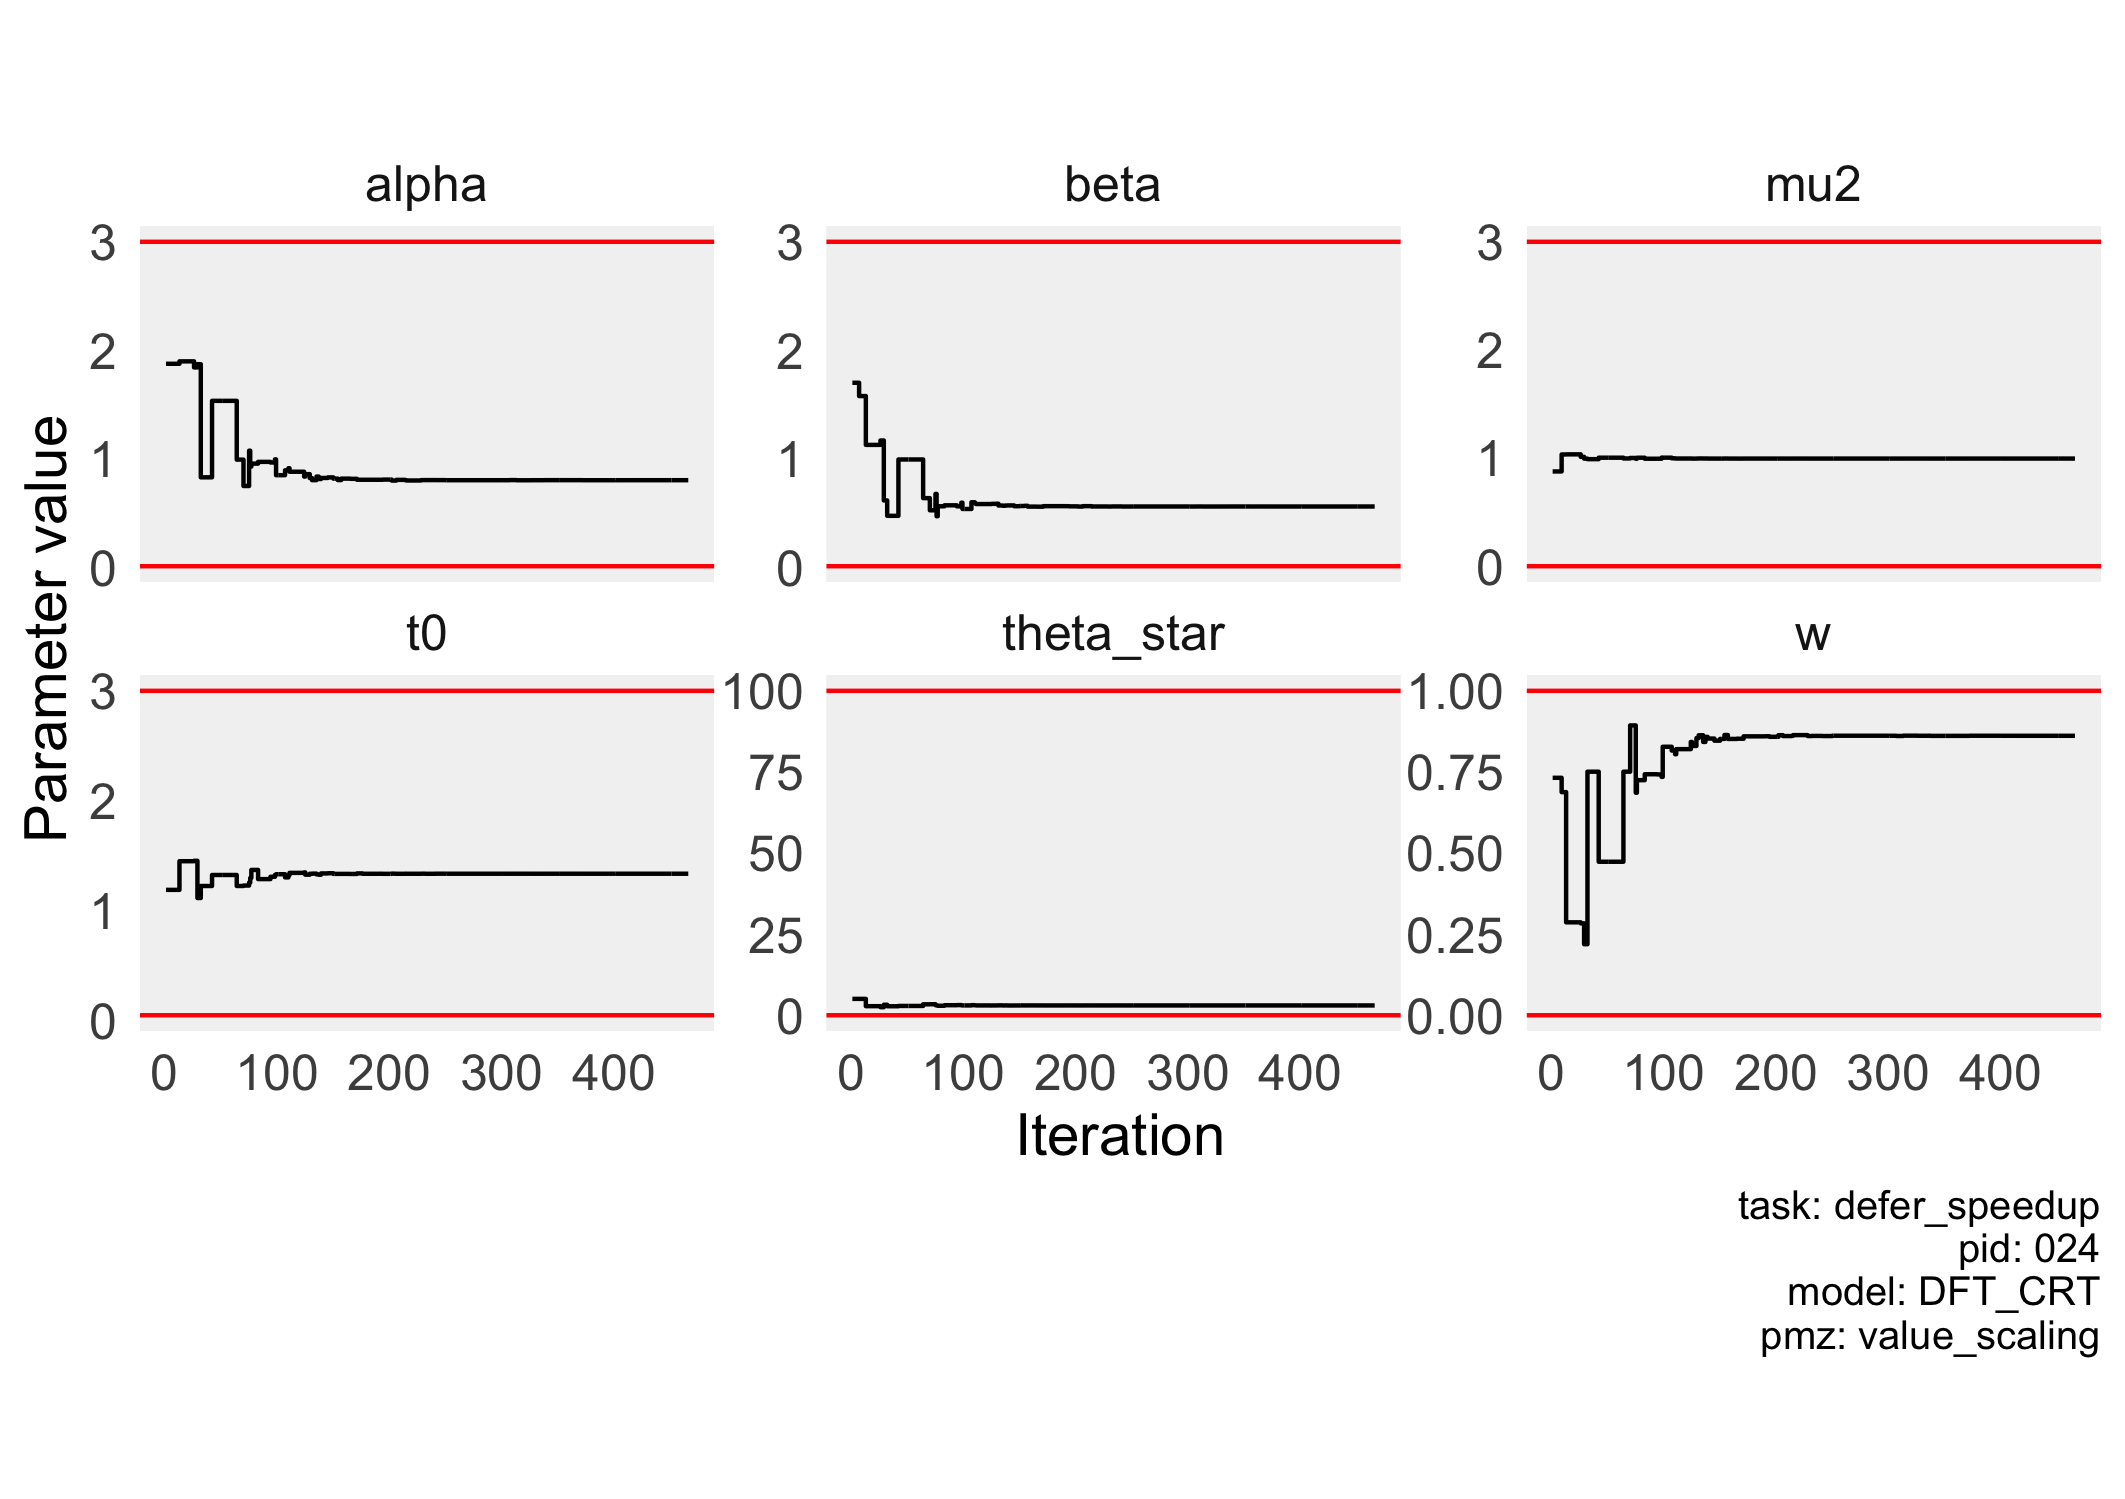 alpha beta mu2
3 3 3
2 2 2
1 1 1
0 0 0
Parameter value
t0 theta_star w
3 100 1.00
75 0.75
2
50 0.50
1
25 0.25
0 0 0.00
0 100 200 300 400 0 100 200 300 400 0 100 200 300 400
Iteration
task: defer_speedup
pid: 024
model: DFT_CRT
pmz: value_scaling